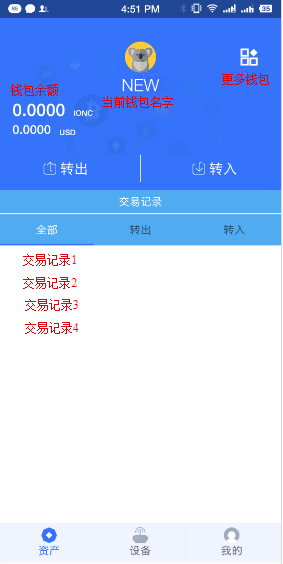 86 4:51 PM 35
更多钱包
钱包余额
NEW
当前钱包名字
0.0000 IONC
0.0000 USD
转出 转入
交易记录
全部 转出 转入
交易记录1
交易记录2
交易记录3
交易记录4
资产 设备 我的